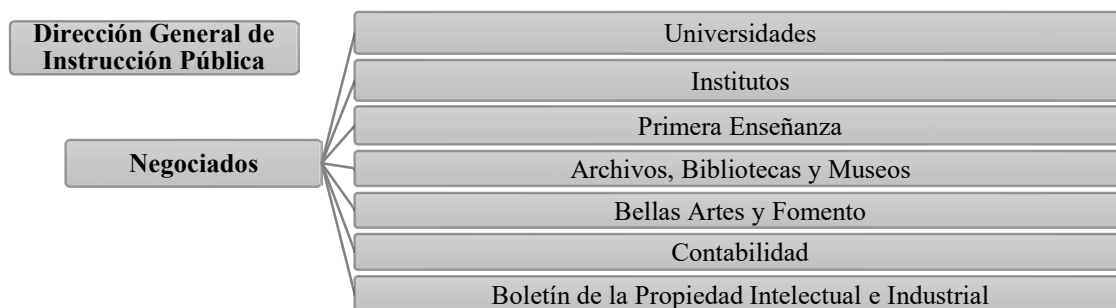 Dirección General de
Instrucción Pública
Negociados
Universidades
Institutos
Primera Enseñanza
Archivos, Bibliotecas y Museos
Bellas Artes y Fomento
Contabilidad
Boletín de la Propiedad Intelectual e Industrial